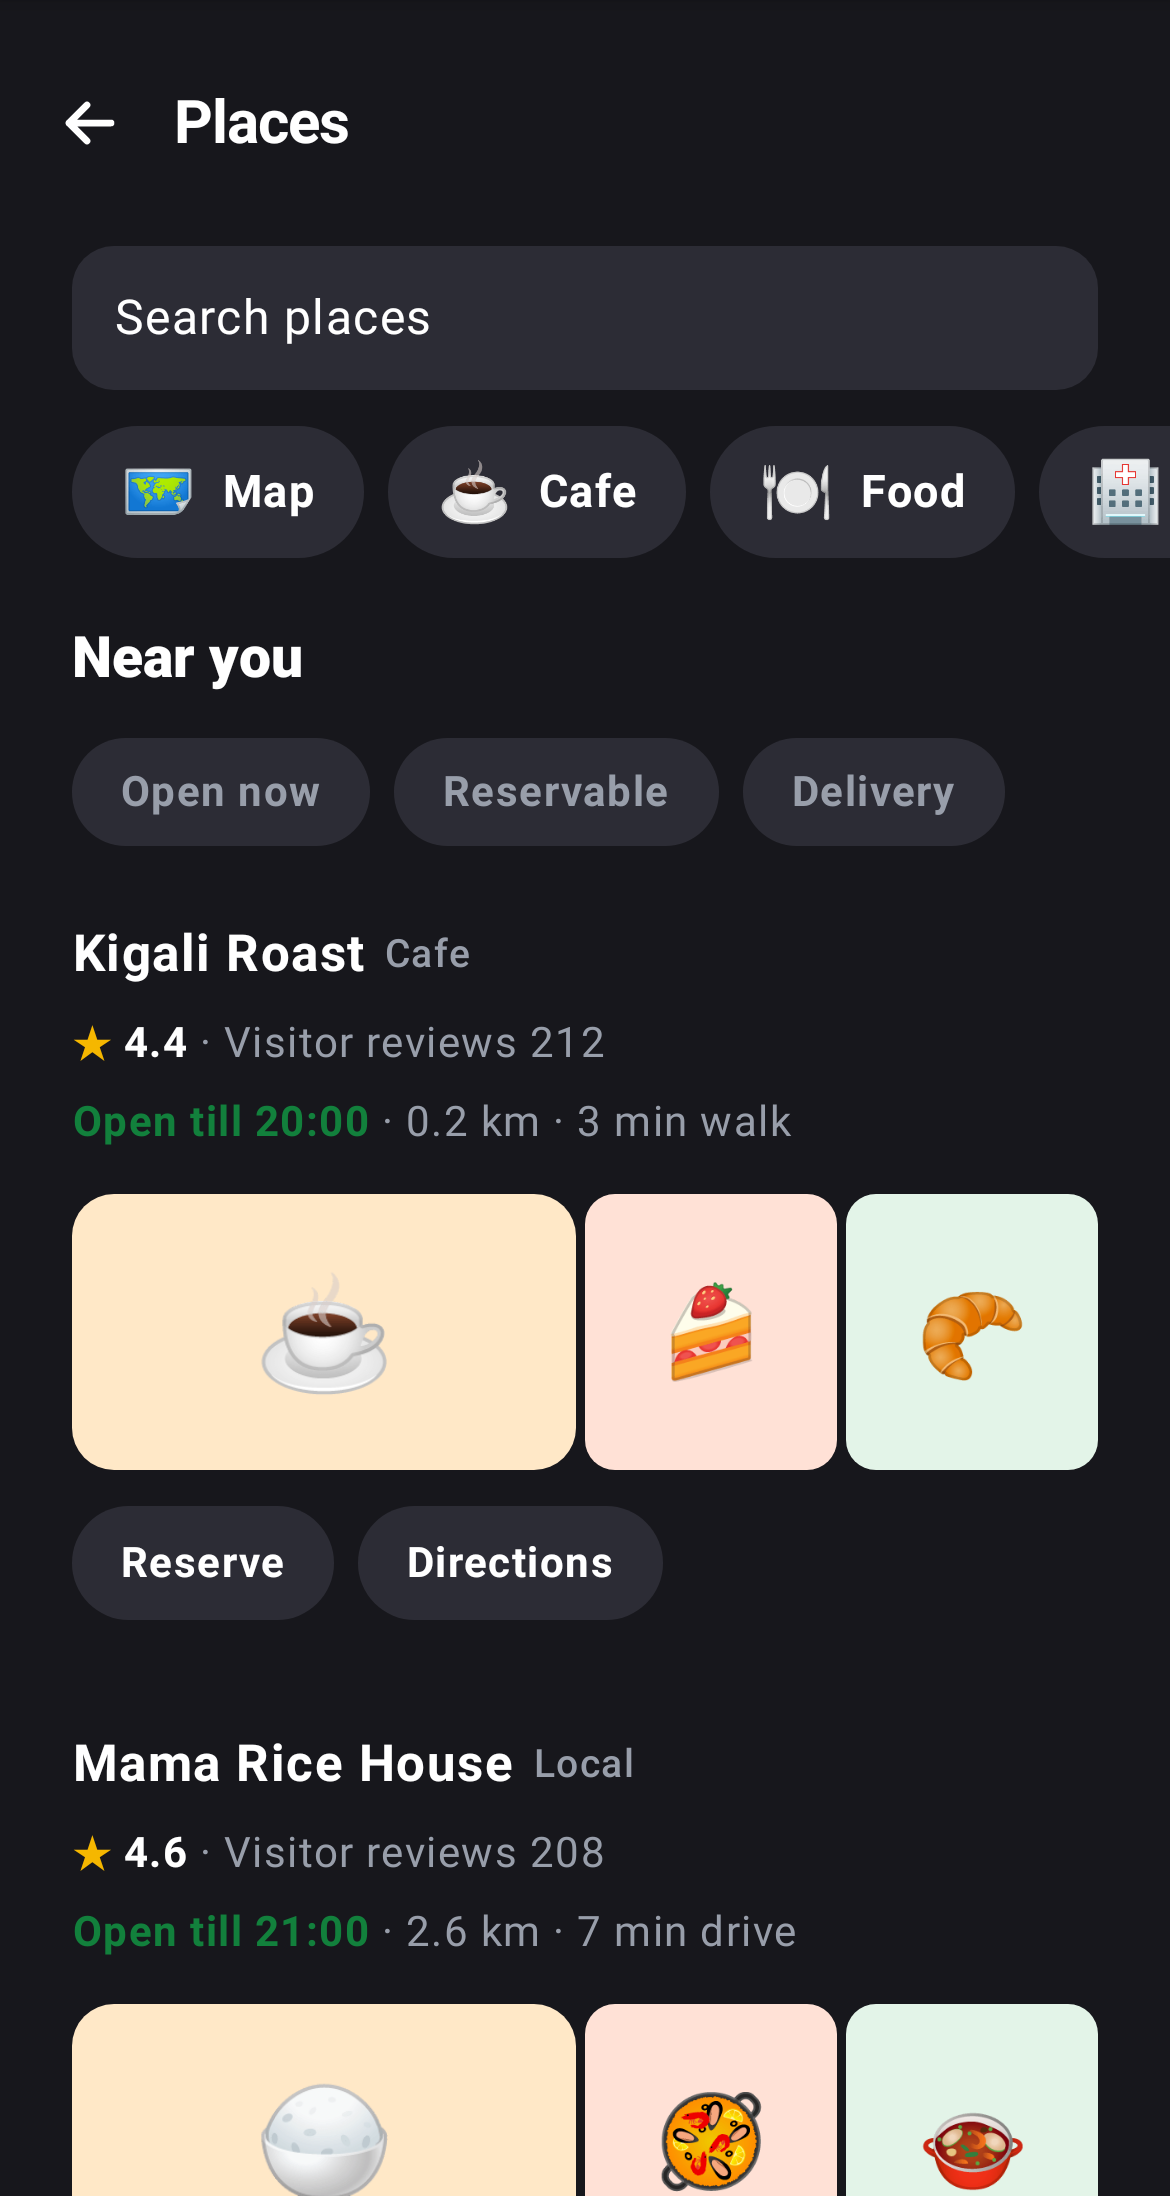 Places
Search places
Map Cafe Food
Near you
Open now Reservable Delivery
Kigali Roast Cafe
★ 4.4 · Visitor reviews 212
Open till 20:00 · 0.2 km · 3 min walk
Reserve Directions
Mama Rice House Local
★ 4.6 · Visitor reviews 208
Open till 21:00 · 2.6 km · 7 min drive